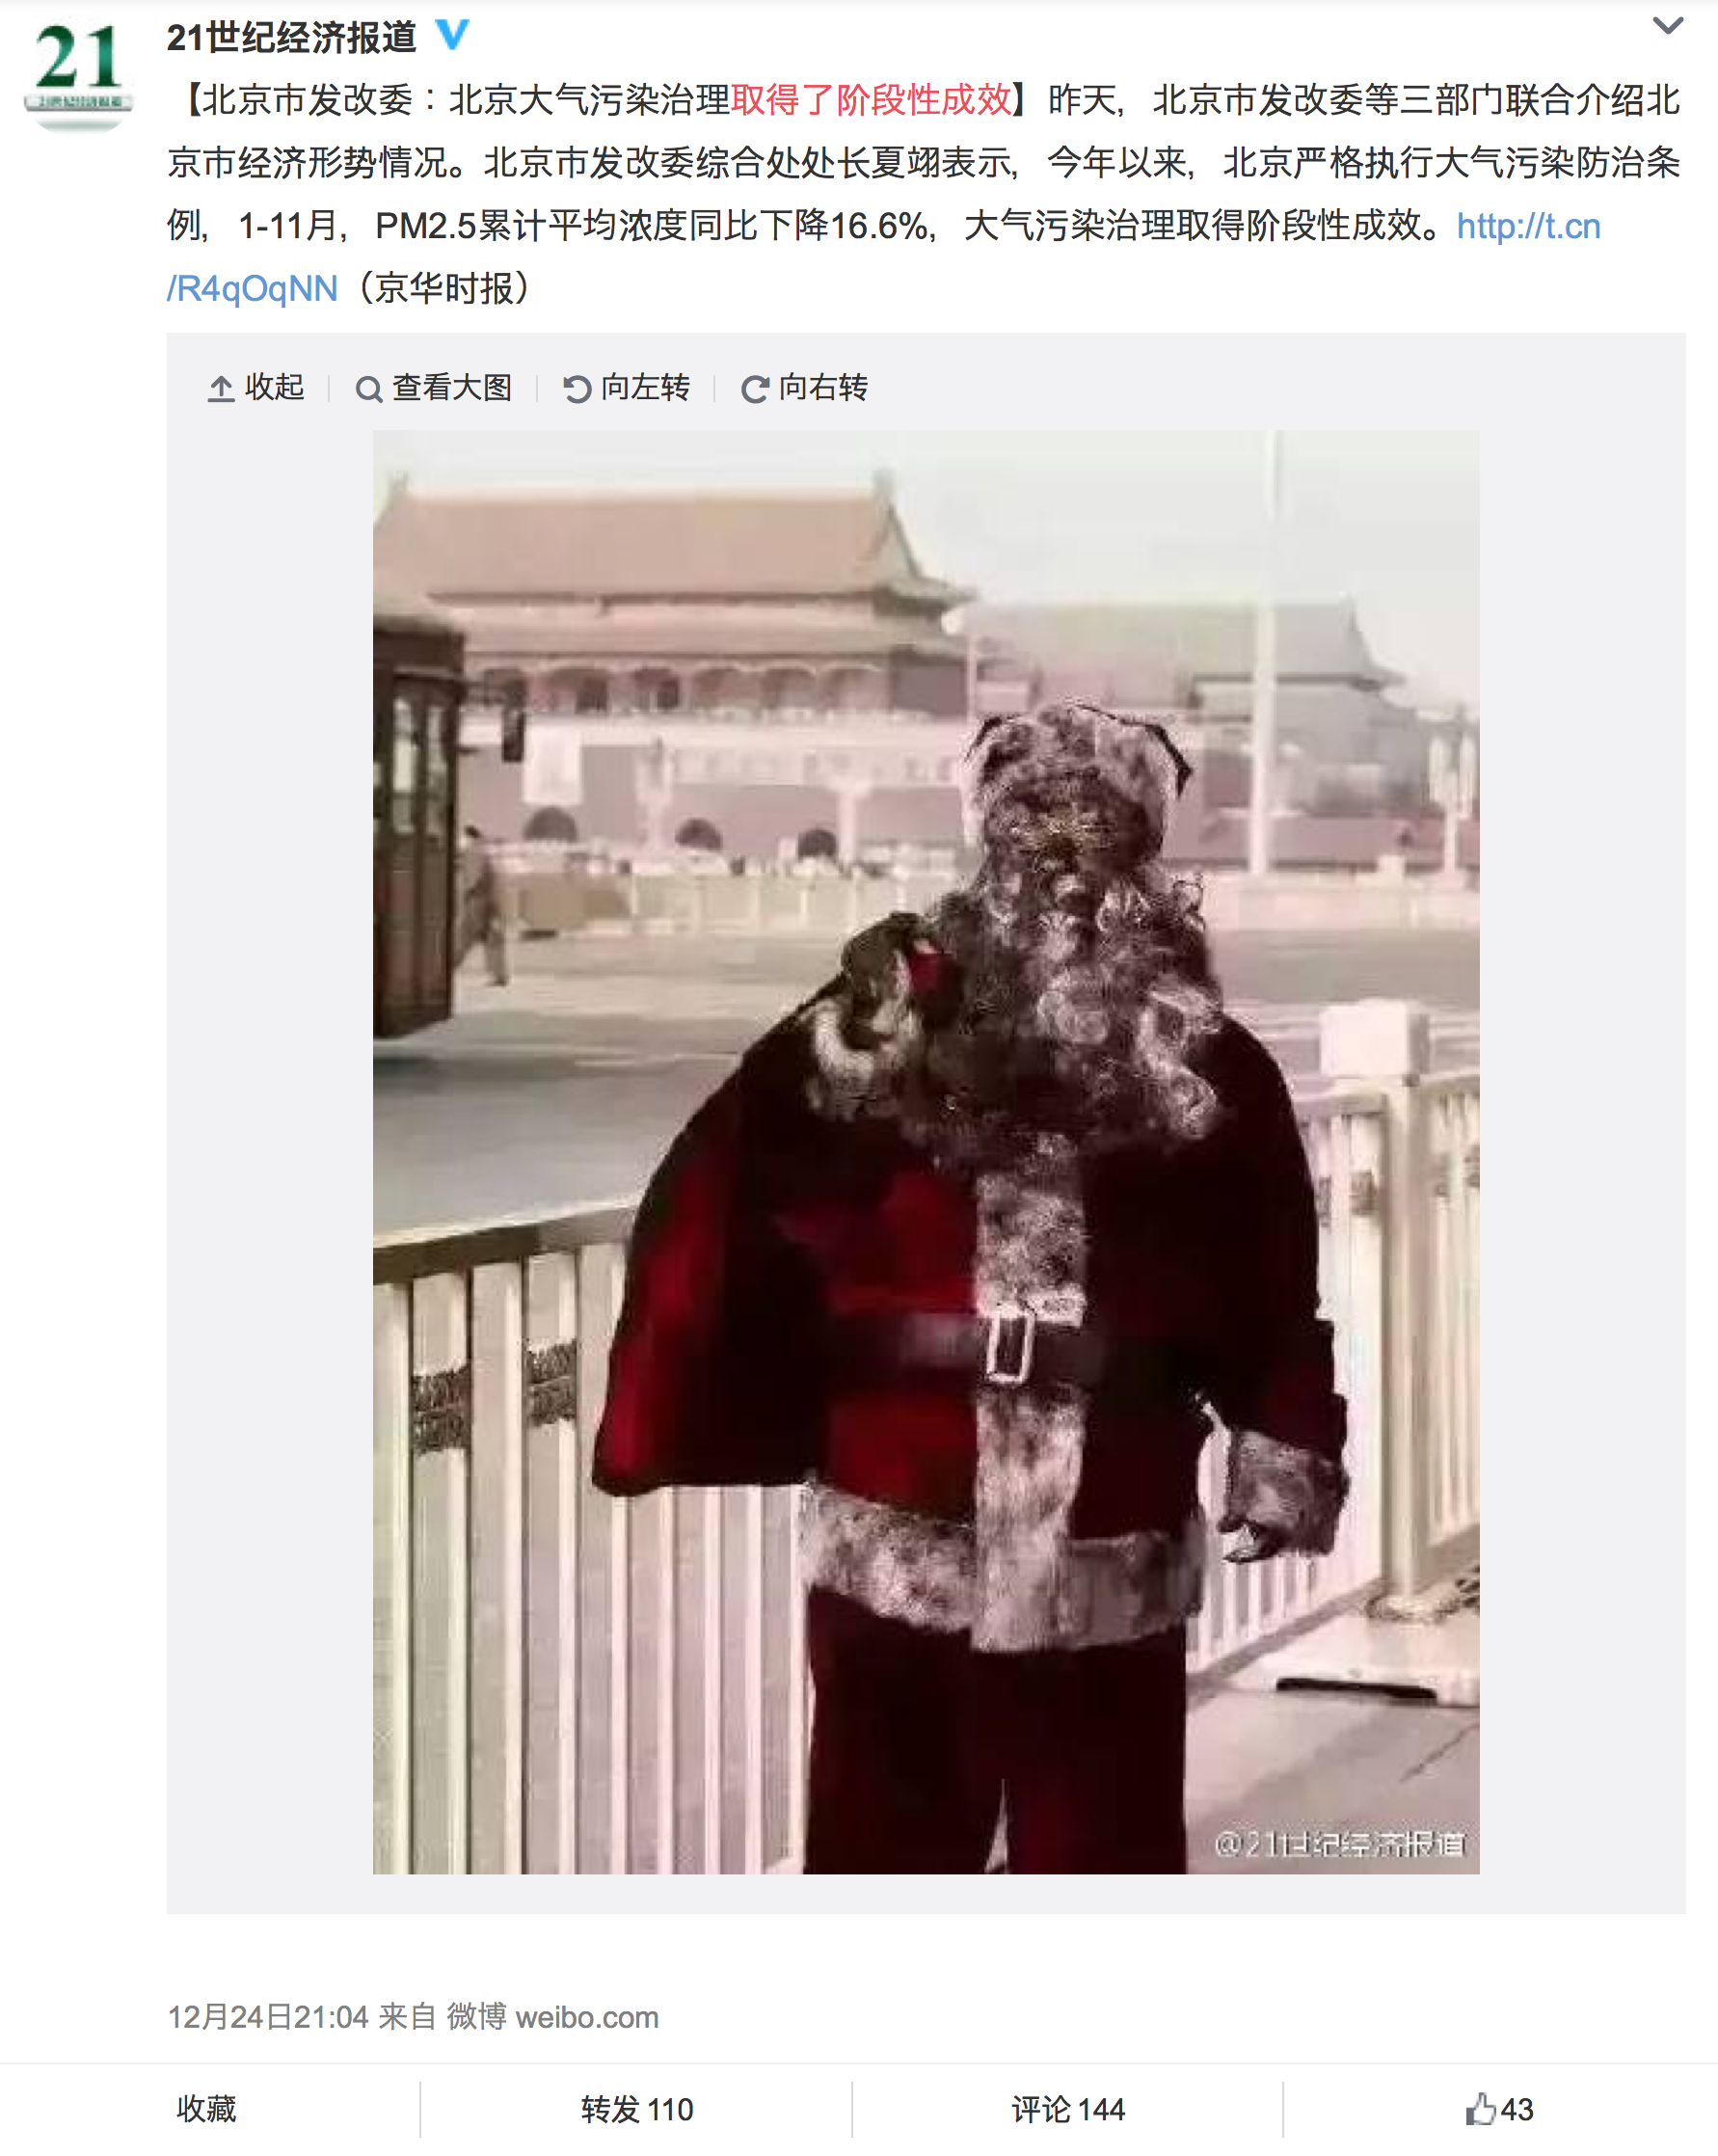 21
21世纪经济报道
【北京市发改委：北京大气污染治理取得了阶段性成效】昨天，北京市发改委等三部门联合介绍北
京市经济形势情况。北京市发改委综合处处长夏翊表示，今年以来，北京严格执行大气污染防治条
例，1-11月，PM2.5累计平均浓度同比下降16.6%，大气污染治理取得阶段性成效。http://t.cn
/R4qOqNN（京华时报）
收起 查看大图 向左转 向右转
@21世纪经济报道
12月24日21:04 来自 微博 weibo.com
收藏 转发 110 评论 144 43